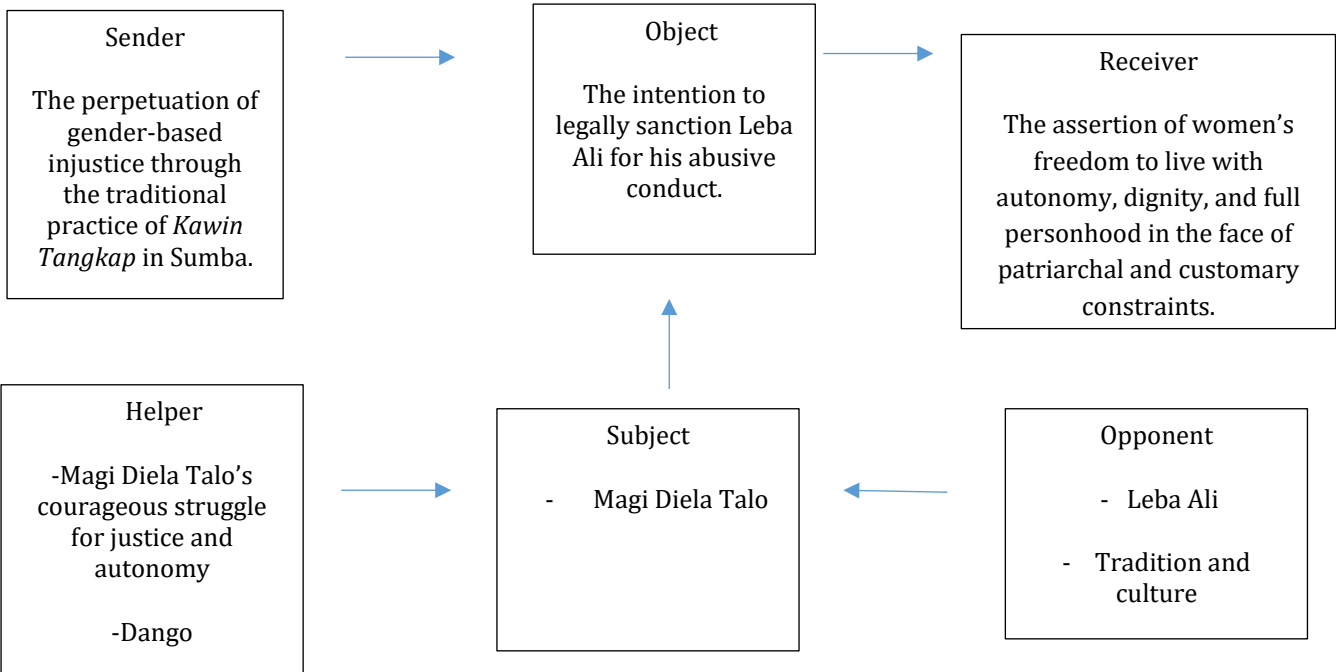 Sender
The perpetuation of
gender-based
injustice through
the traditional
practice of Kawin
Tangkap in Sumba.
Object
The intention to
legally sanction Leba
Ali for his abusive
conduct.
Receiver
The assertion of women’s
freedom to live with
autonomy, dignity, and full
personhood in the face of
patriarchal and customary
constraints.
Helper
-Magi Diela Talo’s
courageous struggle
for justice and
autonomy
-Dango
Subject
- Magi Diela Talo
Opponent
- Leba Ali
- Tradition and
culture